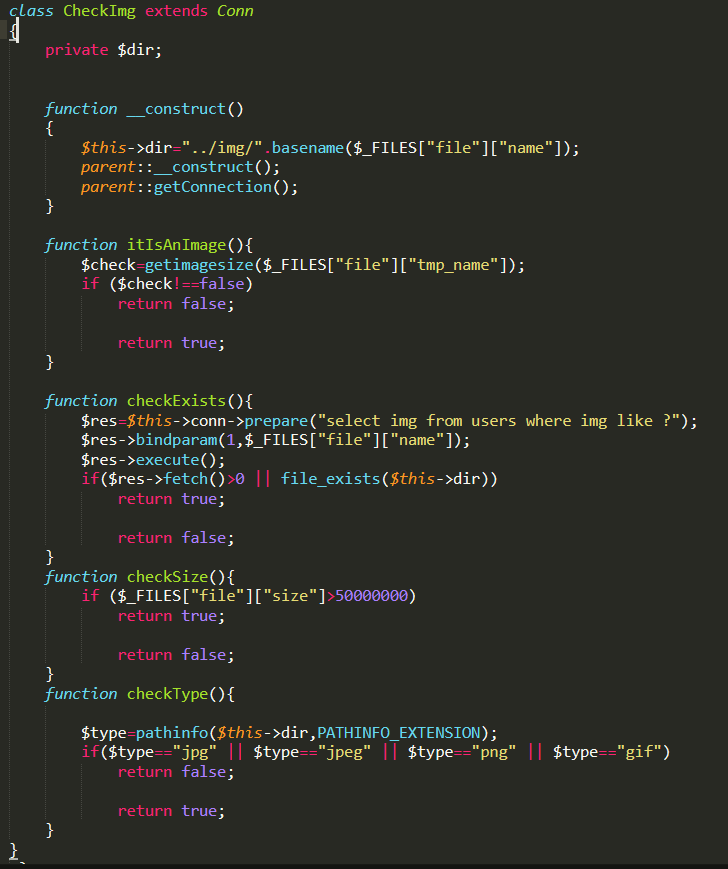 class CheckImg extends Conn
{
    private $dir;
    function __construct()
    {
        $this->dir="../img/".basename($_FILES["file"]["name"]);
        parent::__construct();
        parent::getConnection();
    }
    function itIsAnImage(){
        $check=getimagesize($_FILES["file"]["tmp_name"]);
        if ($check!==false)
            return false;
            return true;
    }
    function checkExists(){
        $res=$this->conn->prepare("select img from users where img like ?");
        $res->bindparam(1,$_FILES["file"]["name"]);
        $res->execute();
        if($res->fetch()>0 || file_exists($this->dir))
            return true;
            return false;
    }
    function checkSize(){
        if ($_FILES["file"]["size"]>50000000)
            return true;
            return false;
    }
    function checkType(){
        $type=pathinfo($this->dir,PATHINFO_EXTENSION);
        if($type=="jpg" || $type=="jpeg" || $type=="png" || $type=="gif")
            return false;
            return true;
    }
}